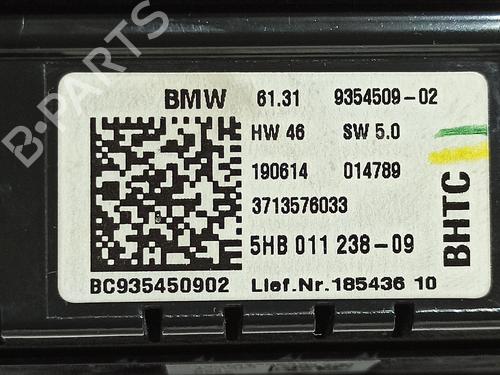 B-PARTS
BMW 61.31 9354509-02
HW 46 SW 5.0
190614 014789
3713576033
5HB 011 238-09
BC935450902 Lief.Nr.185436 10
BHTC